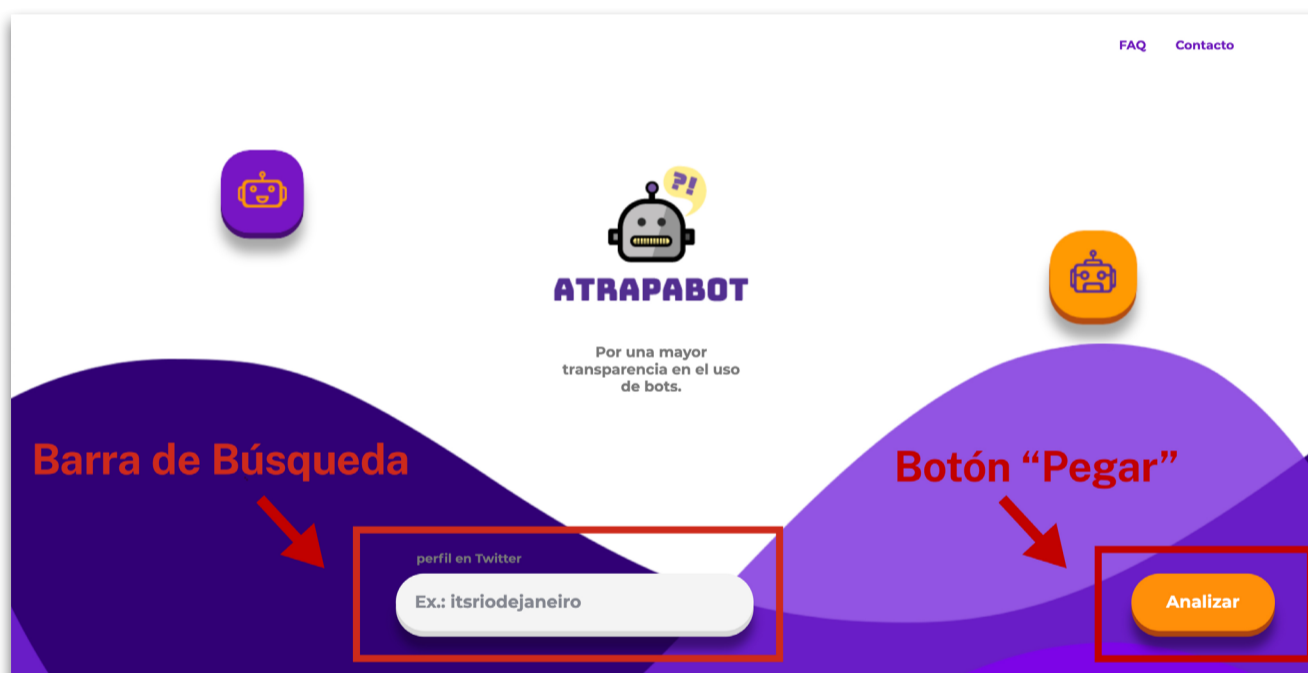 FAQ Contacto
?!
ATRAPABOT
Por una mayor
transparencia en el uso
de bots.
Barra de Búsqueda
Botón “Pegar”
perfil en Twitter
Ex.: itsriodejaneiro
Analizar